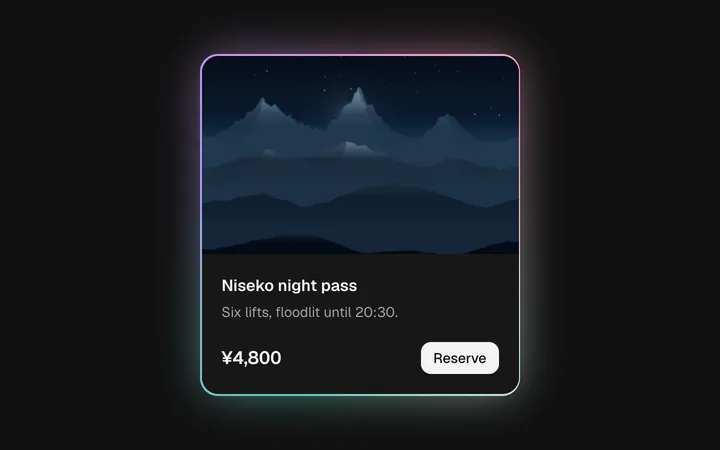 Niseko night pass
Six lifts, floodlit until 20:30.
¥4,800
Reserve